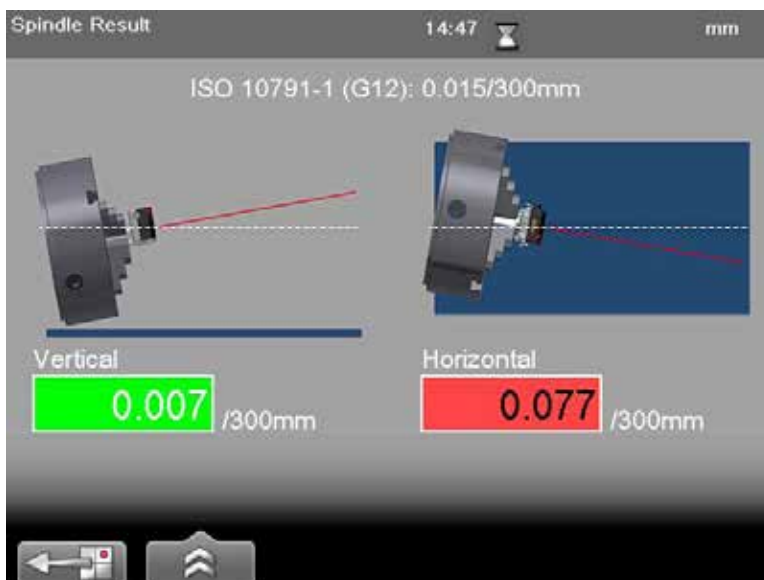 Spindle Result 14:47 mm
ISO 10791-1 (G12): 0.015/300mm
Vertical
0.007 /300mm
Horizontal
0.077 /300mm